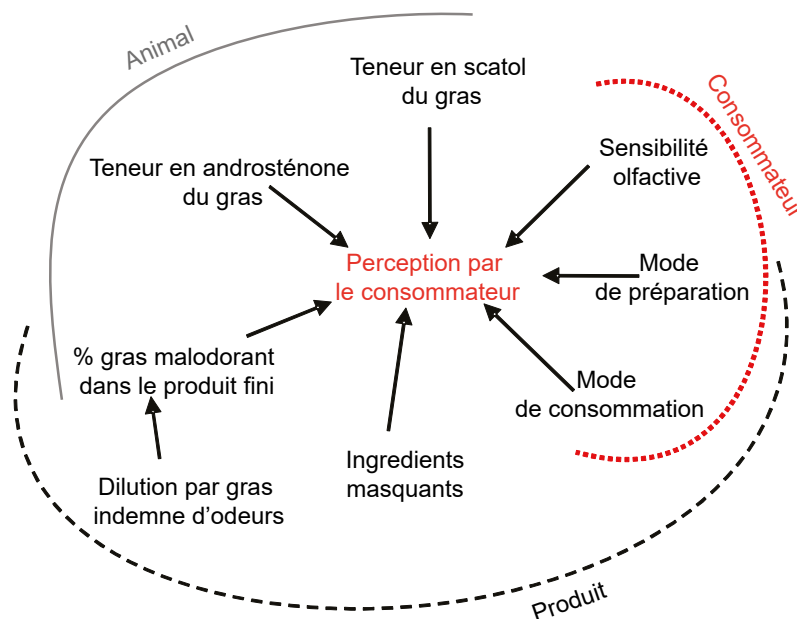 Animal
Teneur en scatol
du gras
Consommateur
Teneur en androsténone
du gras
Sensibilité
olfactive
Perception par
le consommateur
Mode
de préparation
% gras malodorant
dans le produit fini
Mode
de consommation
Dilution par gras
indemne d'odeurs
Ingredients
masquants
Produit